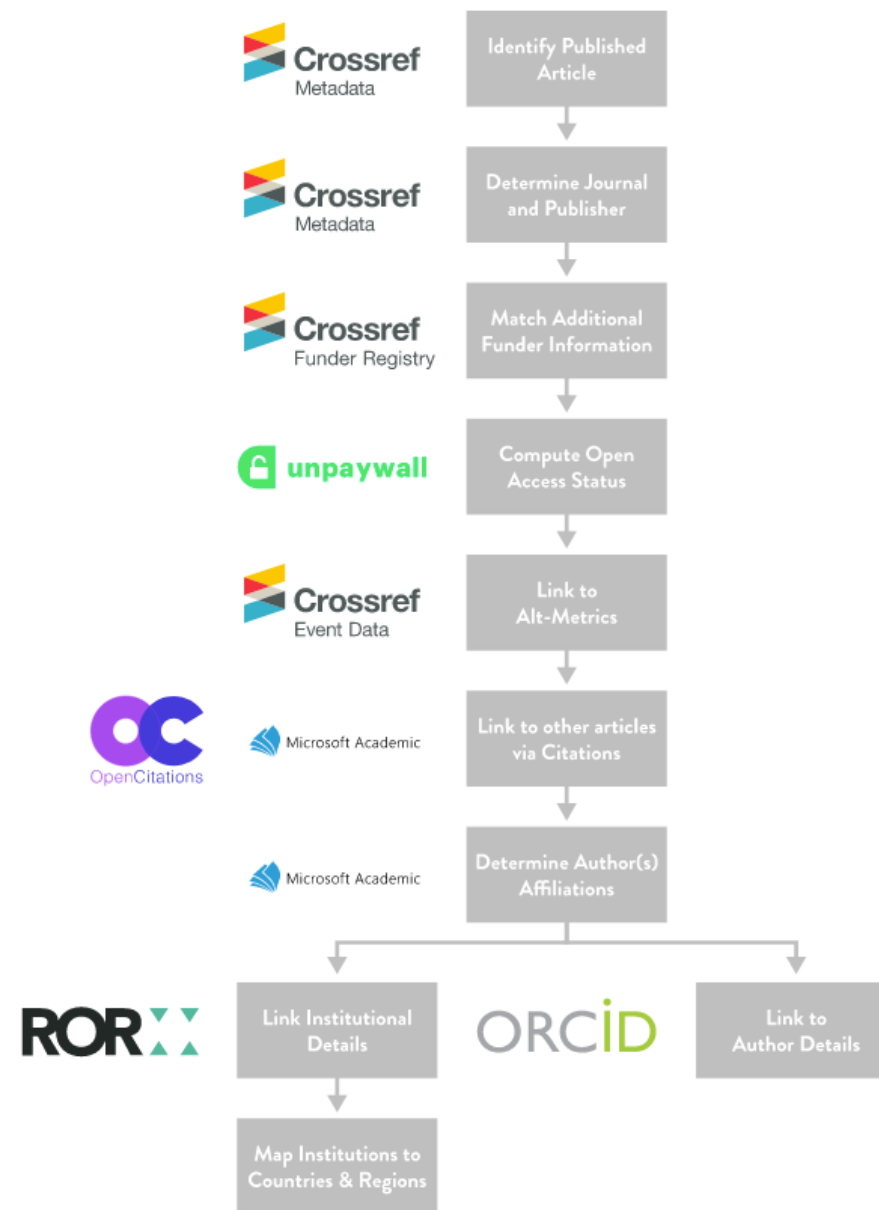 Crossref
Metadata
Identify Published
Article
Crossref
Metadata
Determine Journal
and Publisher
Crossref
Funder Registry
Match Additional
Funder Information
unpaywall
Compute Open
Access Status
Crossref
Event Data
Link to
Alt-Metrics
OC
OpenCitations
Microsoft Academic
Link to other articles
via Citations
Microsoft Academic
Determine Author(s)
Affiliations
ROR
Link Institutional
Details
ORCiD
Link to
Author Details
Map Institutions to
Countries & Regions